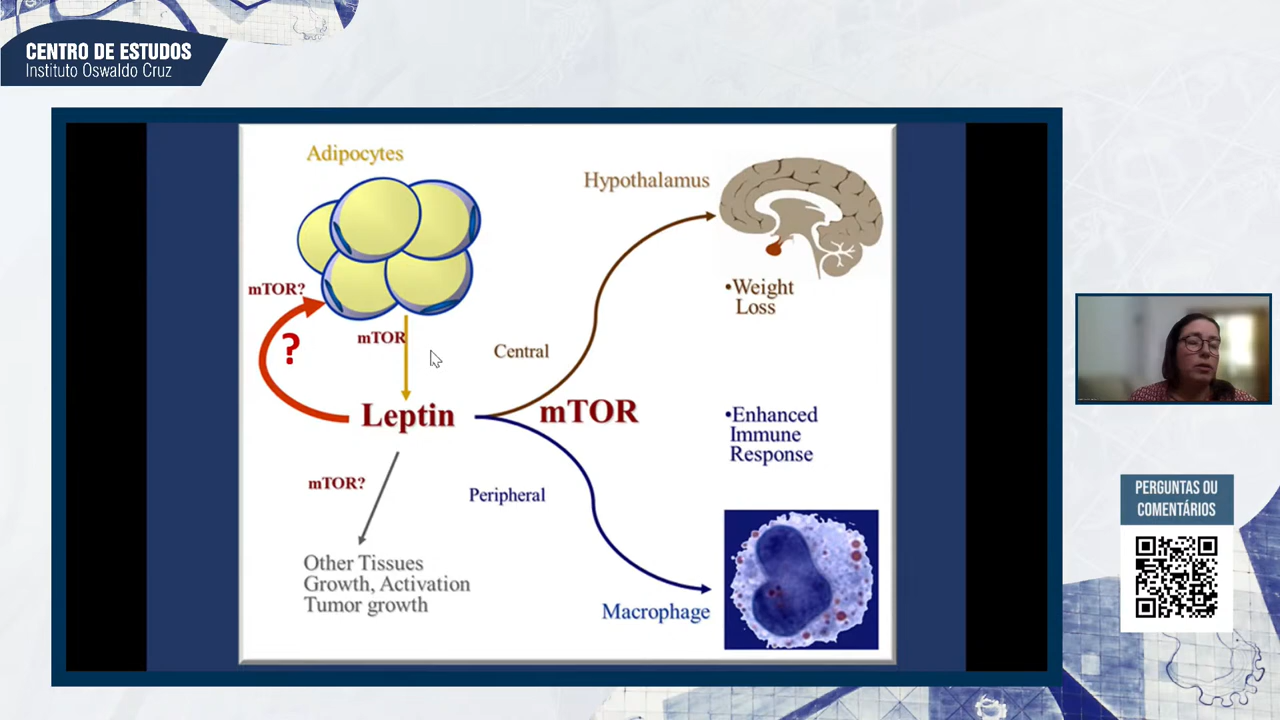 CENTRO DE ESTUDOS
Instituto Oswaldo Cruz
Adipocytes
Hypothalamus
mTOR?
?
mTOR
•Weight
Loss
Central
Leptin
mTOR
•Enhanced
Immune
Response
mTOR?
Peripheral
Other Tissues
Growth, Activation
Tumor growth
Macrophage
PERGUNTAS OU
COMENTÁRIOS